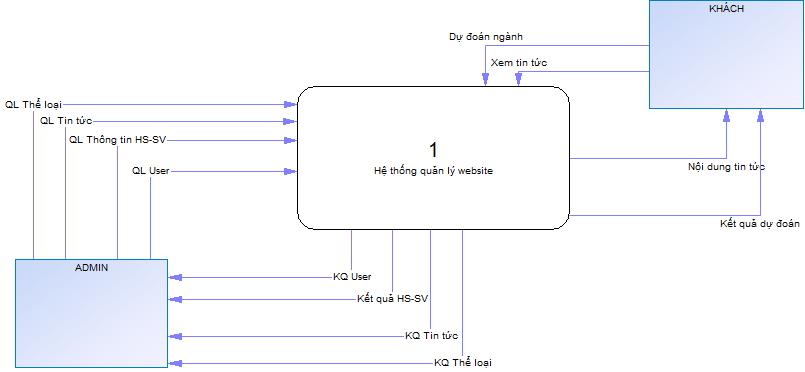 KHÁCH
Dự đoán ngành
Xem tin tức
QL Thể loại
QL Tin tức
QL Thông tin HS-SV
QL User
1
Hệ thống quản lý website
Nội dung tin tức
Kết quả dự đoán
ADMIN
KQ User
Kết quả HS-SV
KQ Tin tức
KQ Thể loại